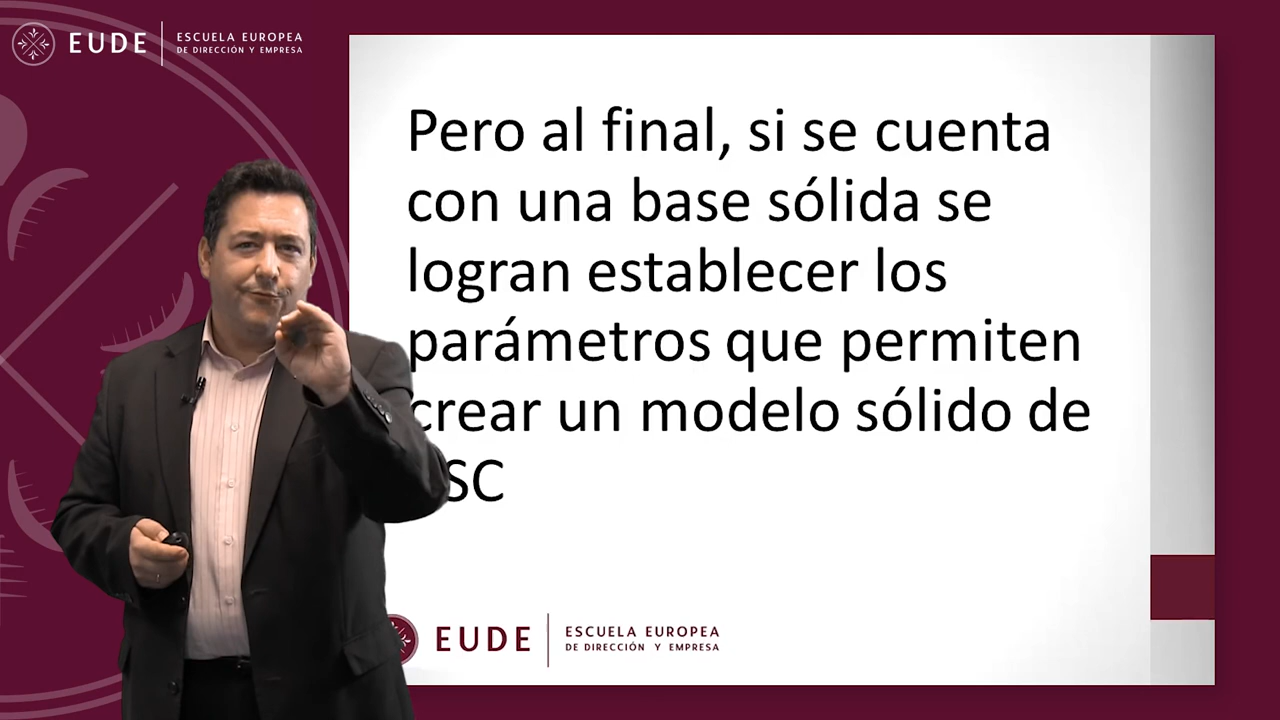 EUDE
ESCUELA EUROPEA
DE DIRECCIÓN Y EMPRESA
Pero al final, si se cuenta
con una base sólida se
logran establecer los
parámetros que permiten
crear un modelo sólido de
SC
EUDE
ESCUELA EUROPEA
DE DIRECCIÓN Y EMPRESA